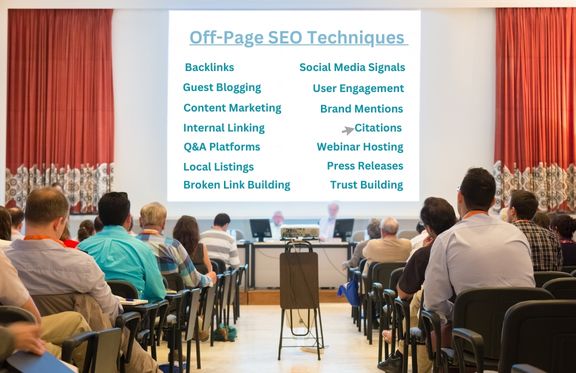 Off-Page SEO Techniques
Backlinks
Guest Blogging
Content Marketing
Internal Linking
Q&A Platforms
Local Listings
Broken Link Building
Social Media Signals
User Engagement
Brand Mentions
Citations
Webinar Hosting
Press Releases
Trust Building